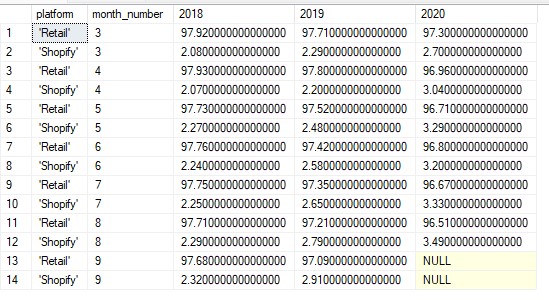 platform month_number 2018 2019 2020
1 'Retail' 3 97.920000000000000 97.710000000000000 97.300000000000000
2 'Shopify' 3 2.080000000000000 2.290000000000000 2.700000000000000
3 'Retail' 4 97.930000000000000 97.800000000000000 96.960000000000000
4 'Shopify' 4 2.070000000000000 2.200000000000000 3.040000000000000
5 'Retail' 5 97.730000000000000 97.520000000000000 96.710000000000000
6 'Shopify' 5 2.270000000000000 2.480000000000000 3.290000000000000
7 'Retail' 6 97.760000000000000 97.420000000000000 96.800000000000000
8 'Shopify' 6 2.240000000000000 2.580000000000000 3.200000000000000
9 'Retail' 7 97.750000000000000 97.350000000000000 96.670000000000000
10 'Shopify' 7 2.250000000000000 2.650000000000000 3.330000000000000
11 'Retail' 8 97.710000000000000 97.210000000000000 96.510000000000000
12 'Shopify' 8 2.290000000000000 2.790000000000000 3.490000000000000
13 'Retail' 9 97.680000000000000 97.090000000000000 NULL
14 'Shopify' 9 2.320000000000000 2.910000000000000 NULL